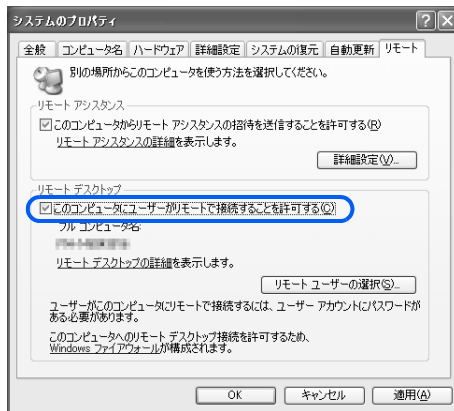 システムのプロパティ
全般 コンピュータ名 ハードウェア 詳細設定 システムの復元 自動更新 リモート
別の場所からこのコンピュータを使う方法を選択してください。
リモート アシスタンス
このコンピュータからリモート アシスタンスの招待を送信することを許可する(R)
リモート アシスタンスの詳細を表示します。
詳細設定(V)...
リモート デスクトップ
このコンピュータにユーザーがリモートで接続することを許可する(C)
フル コンピュータ名:
リモート デスクトップの詳細を表示します。
リモート ユーザーの選択(S)...
ユーザーがこのコンピュータにリモートで接続するには、ユーザー アカウントにパスワードが
ある必要があります。
このコンピュータへのリモート デスクトップ接続を許可するため、
Windows ファイアウォールが構成されます。
OK キャンセル 適用(A)